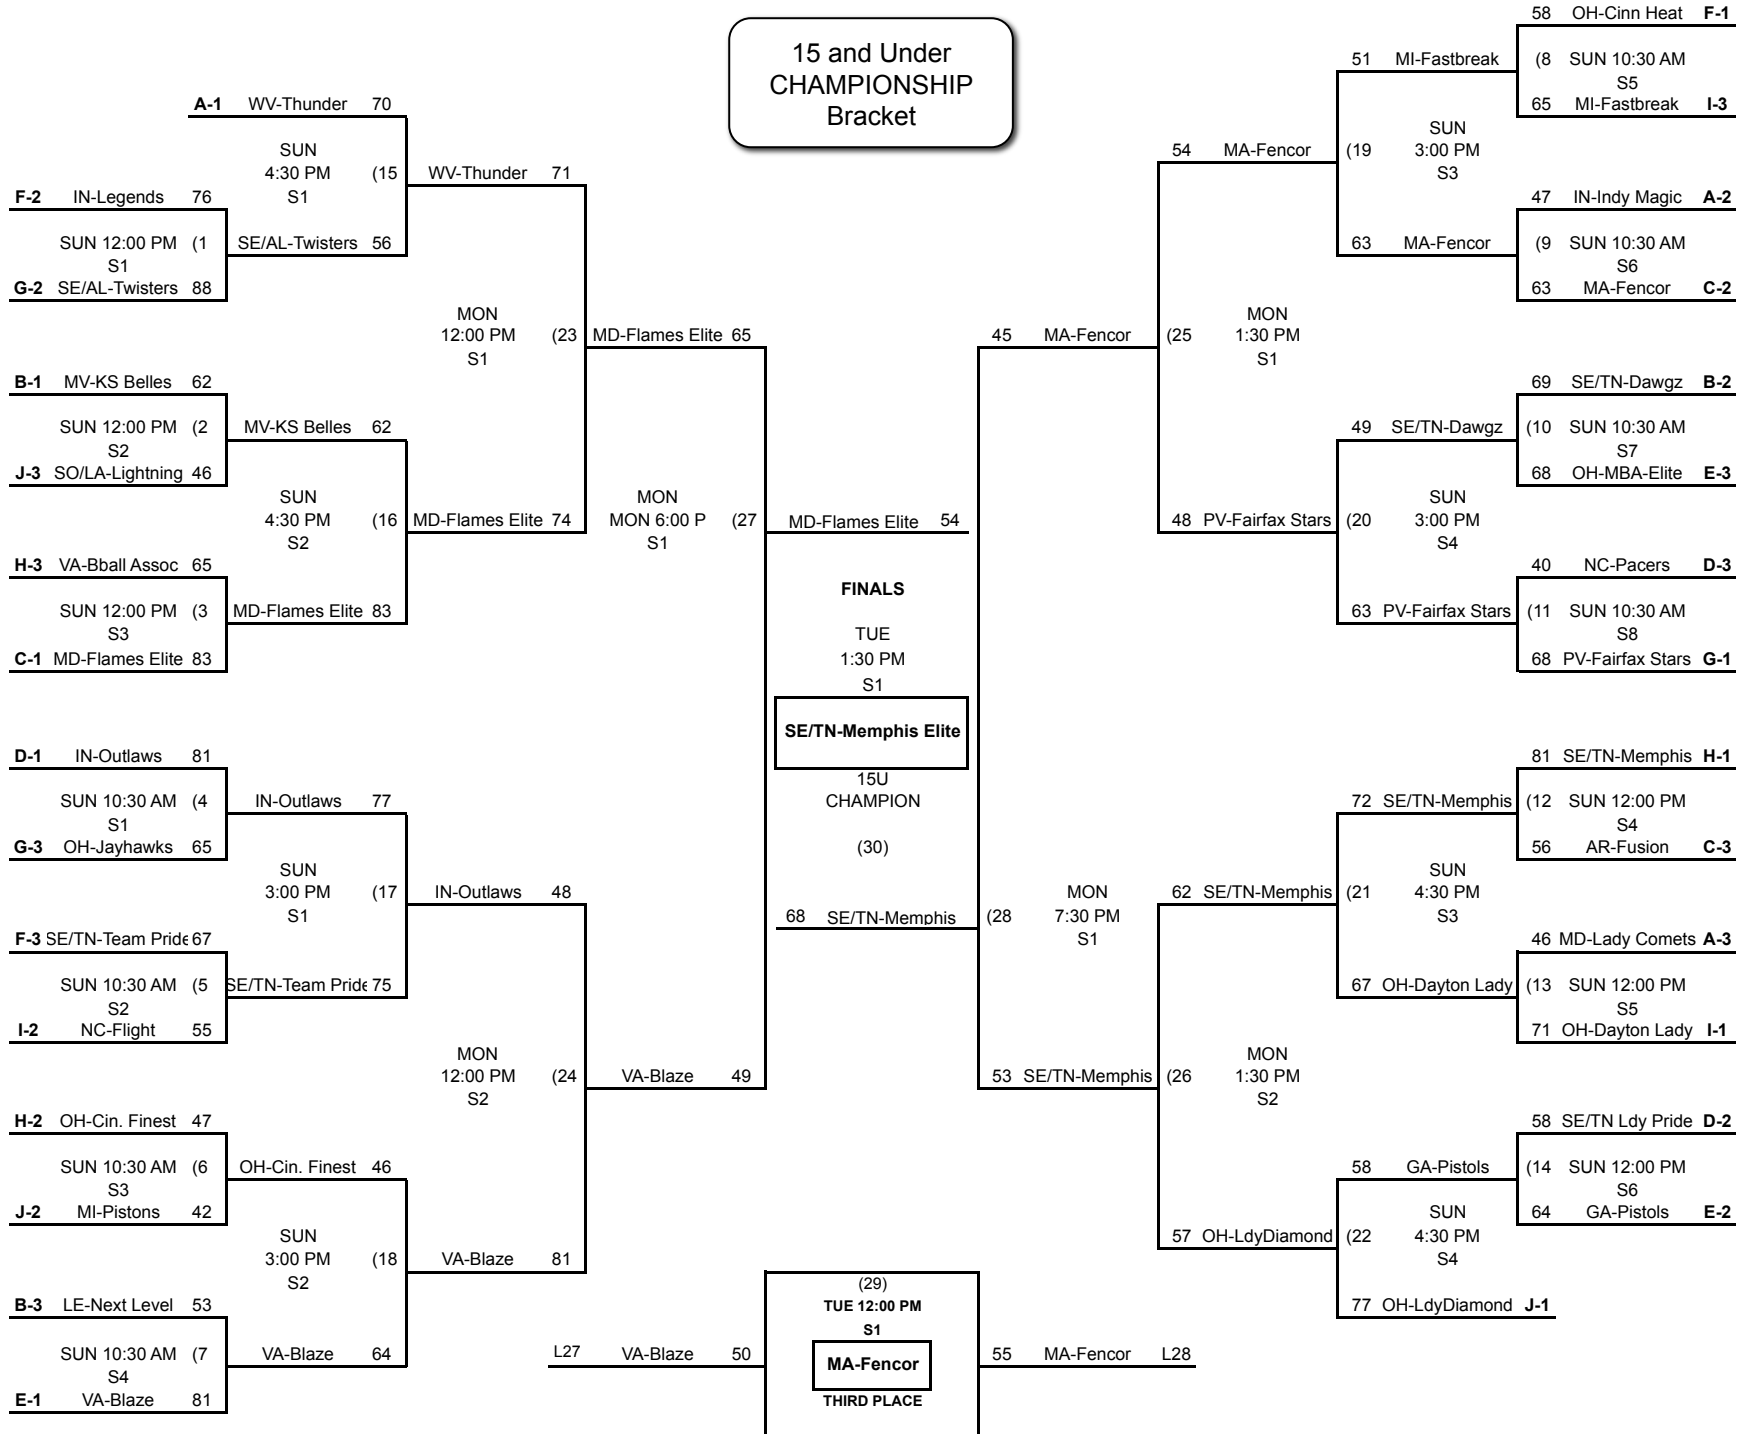 15 and Under
CHAMPIONSHIP
Bracket
A-1 WV-Thunder 70
SUN
4:30 PM (15
S1
F-2 IN-Legends 76
SUN 12:00 PM (1
S1
SE/AL-Twisters 56
G-2 SE/AL-Twisters 88
WV-Thunder 71
MON
12:00 PM (23
S1
B-1 MV-KS Belles 62
SUN 12:00 PM (2
S2
MV-KS Belles 62
J-3 SO/LA-Lightning 46
SUN
4:30 PM (16
S2
MD-Flames Elite 74
H-3 VA-Bball Assoc 65
SUN 12:00 PM (3
S3
MD-Flames Elite 83
C-1 MD-Flames Elite 83
MD-Flames Elite 65
MON
MON 6:00 P (27
S1
D-1 IN-Outlaws 81
SUN 10:30 AM (4
S1
IN-Outlaws 77
G-3 OH-Jayhawks 65
SUN
3:00 PM (17
S1
IN-Outlaws 48
F-3 SE/TN-Team Pride 67
SUN 10:30 AM (5
S2
SE/TN-Team Pride 75
I-2 NC-Flight 55
MON
12:00 PM (24
S2
VA-Blaze 49
H-2 OH-Cin. Finest 47
SUN 10:30 AM (6
S3
OH-Cin. Finest 46
J-2 MI-Pistons 42
SUN
3:00 PM (18
S2
VA-Blaze 81
B-3 LE-Next Level 53
SUN 10:30 AM (7
S4
VA-Blaze 64
E-1 VA-Blaze 81
MD-Flames Elite 54
FINALS
TUE
1:30 PM
S1
SE/TN-Memphis Elite
15U
CHAMPION
(30)
68 SE/TN-Memphis
(29)
TUE 12:00 PM
S1
L27 VA-Blaze 50
MA-Fencor
THIRD PLACE
55 MA-Fencor L28
58 OH-Cinn Heat F-1
51 MI-Fastbreak
(8 SUN 10:30 AM
S5
65 MI-Fastbreak I-3
54 MA-Fencor
SUN
(19 3:00 PM
S3
47 IN-Indy Magic A-2
63 MA-Fencor
(9 SUN 10:30 AM
S6
63 MA-Fencor C-2
45 MA-Fencor
MON
(25 1:30 PM
S1
69 SE/TN-Dawgz B-2
49 SE/TN-Dawgz
(10 SUN 10:30 AM
S7
68 OH-MBA-Elite E-3
48 PV-Fairfax Stars
SUN
(20 3:00 PM
S4
40 NC-Pacers D-3
63 PV-Fairfax Stars
(11 SUN 10:30 AM
S8
68 PV-Fairfax Stars G-1
MON
(28 7:30 PM
S1
81 SE/TN-Memphis H-1
72 SE/TN-Memphis
(12 SUN 12:00 PM
S4
56 AR-Fusion C-3
62 SE/TN-Memphis
SUN
(21 4:30 PM
S3
46 MD-Lady Comets A-3
67 OH-Dayton Lady
(13 SUN 12:00 PM
S5
71 OH-Dayton Lady I-1
53 SE/TN-Memphis
MON
(26 1:30 PM
S2
58 SE/TN Ldy Pride D-2
58 GA-Pistols
(14 SUN 12:00 PM
S6
64 GA-Pistols E-2
57 OH-LdyDiamond
SUN
(22 4:30 PM
S4
77 OH-LdyDiamond J-1